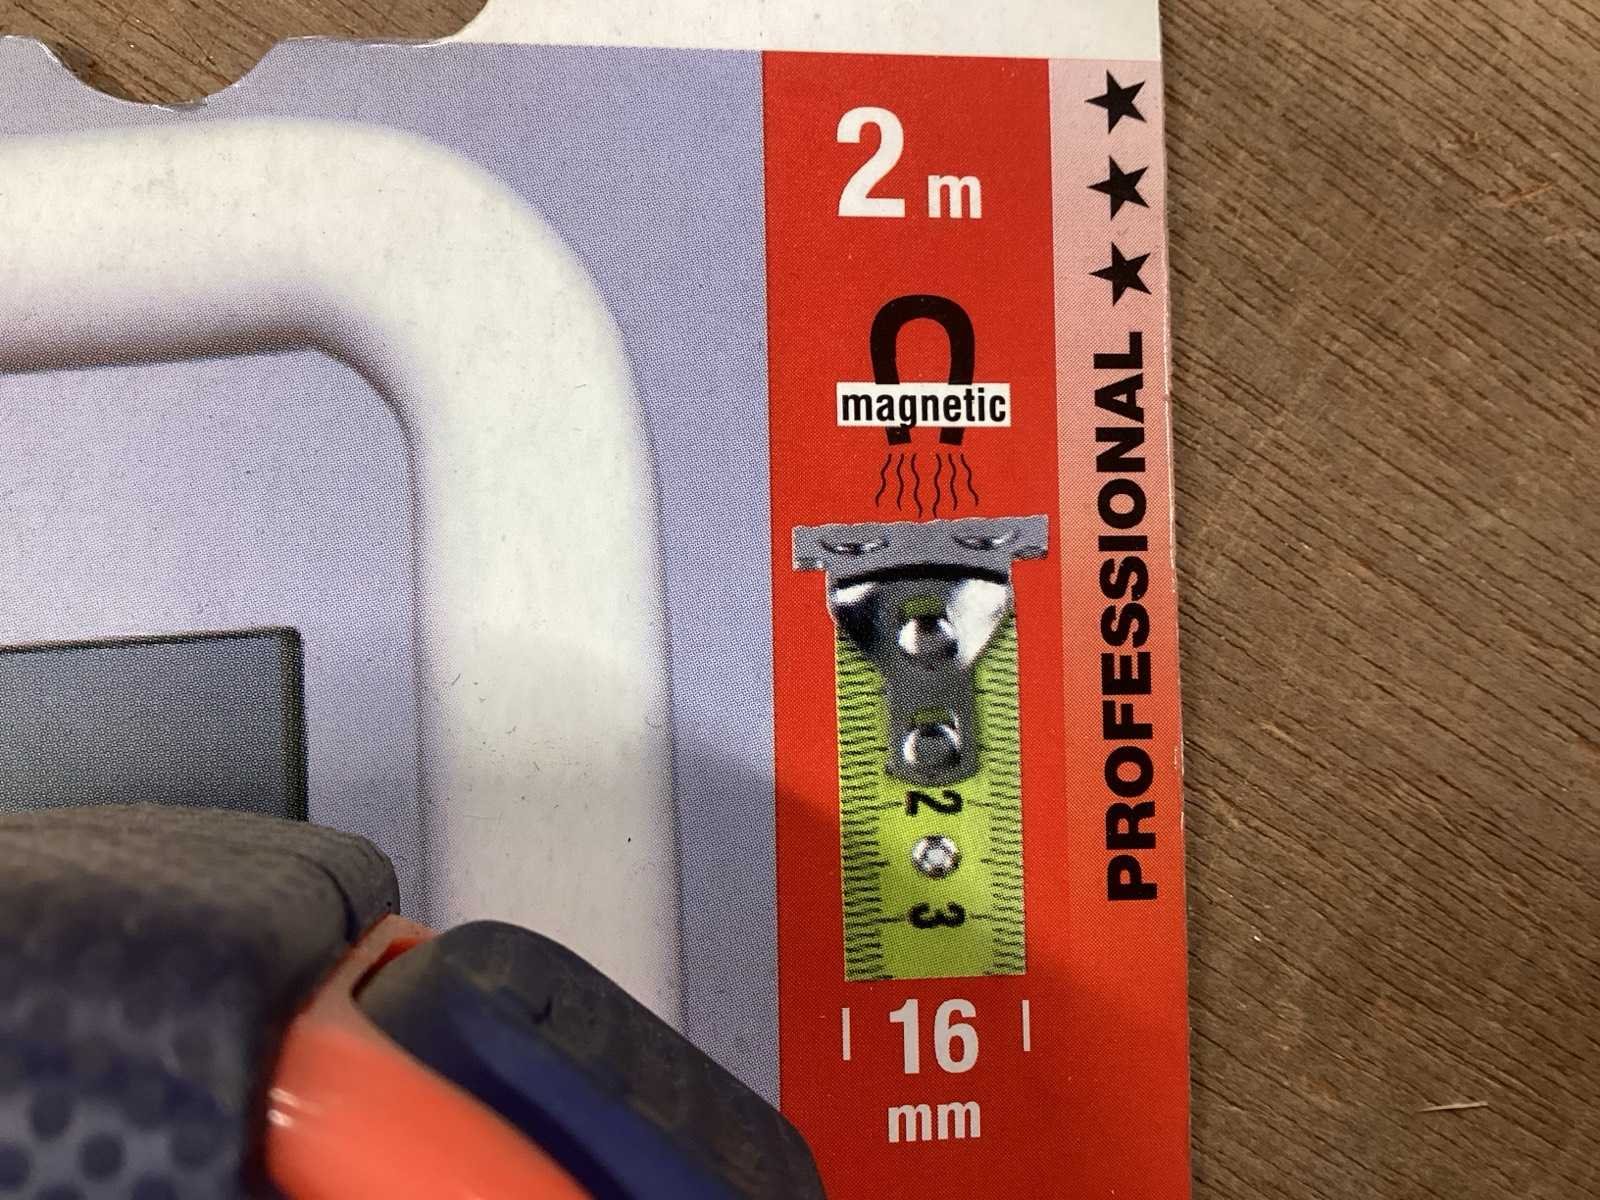 2 m
magnetic
2
3
16
mm
PROFESSIONAL ★ ★ ★